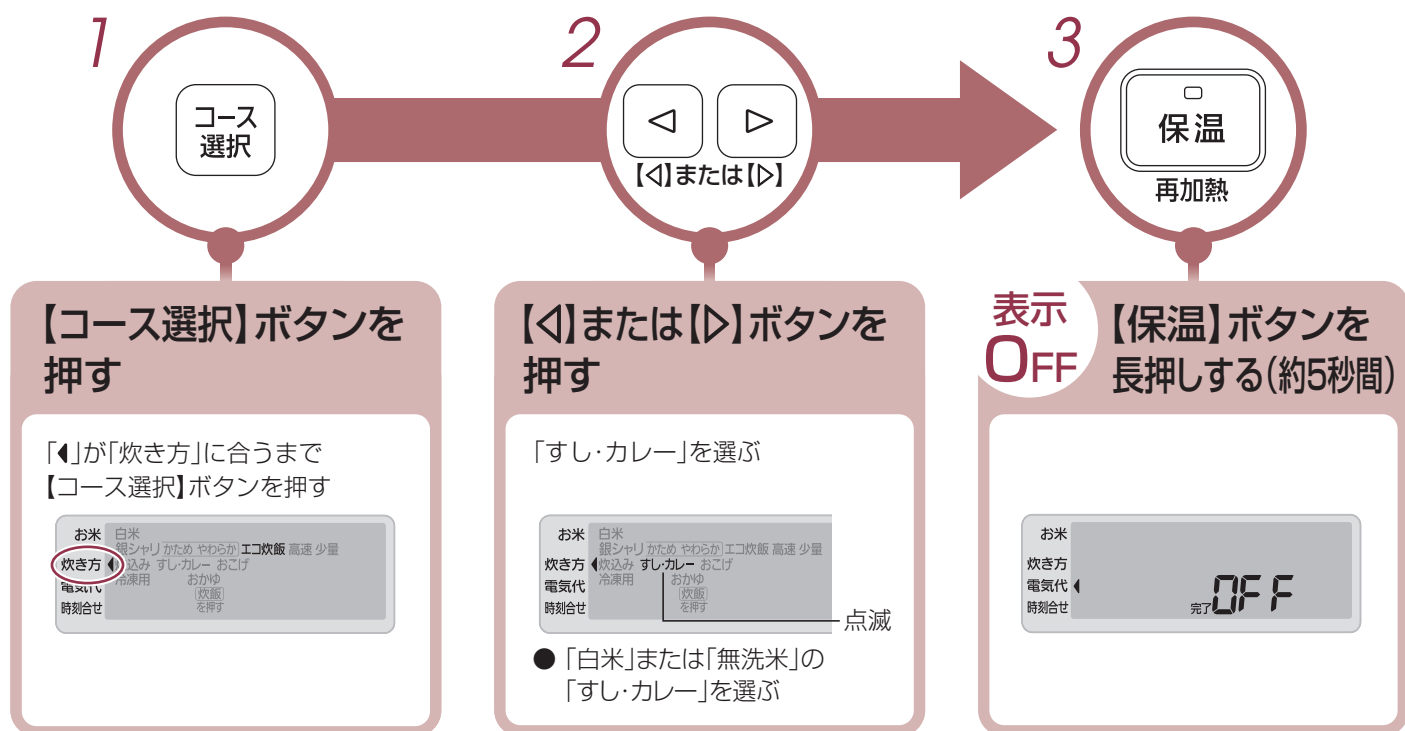 1
コース
選択
2
◁ ▷
【◁】または【▷】
3
保温
再加熱
【コース選択】ボタンを
押す
「◀」が「炊き方」に合うまで
【コース選択】ボタンを押す
お米 白米
銀シャリ かため やわらか エコ炊飯 高速 少量
炊き方 ◀ 炊込み すし・カレー おこげ
冷凍用 おかゆ
電気代 炊飯
時刻合せ を押す
【◁】または【▷】ボタンを
押す
「すし・カレー」を選ぶ
お米 白米
銀シャリ かため やわらか エコ炊飯 高速 少量
炊き方 ◀ 炊込み すし・カレー おこげ
冷凍用 おかゆ
電気代 炊飯
時刻合せ を押す
点滅
● 「白米」または「無洗米」の
「すし・カレー」を選ぶ
表示
OFF
【保温】ボタンを
長押しする(約5秒間)
お米
炊き方
電気代 ◀
時刻合せ 完了 OFF